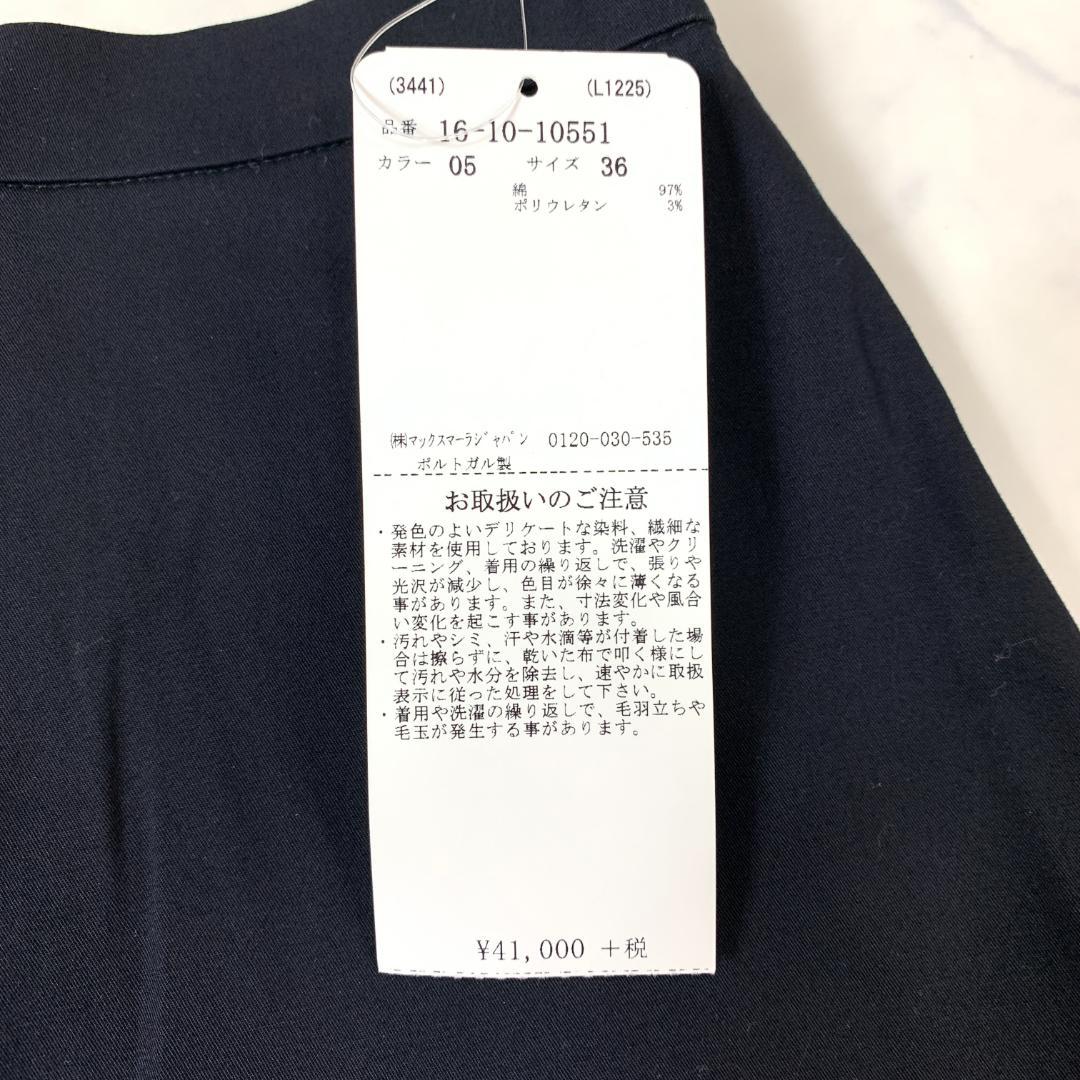 (3441) (L1225)
品番 16-10-10551
カラー 05 サイズ 36
綿 97%
ポリウレタン 3%
㈱マックスマーラジャパン 0120-030-535
ポルトガル製
お取扱いのご注意
・発色のよいデリケートな染料、繊細な
素材を使用しております。洗濯やクリ
ーニング、着用の繰り返しで、張りや
光沢が減少し、色目が徐々に薄くなる
事があります。また、寸法変化や風合
い変化を起こす事があります。
・汚れやシミ、汗や水滴等が付着した場
合は擦らずに、乾いた布で叩く様にし
て汚れや水分を除去し、速やかに取扱
表示に従った処理をして下さい。
・着用や洗濯の繰り返しで、毛羽立ちや
毛玉が発生する事があります。
¥41,000 +税